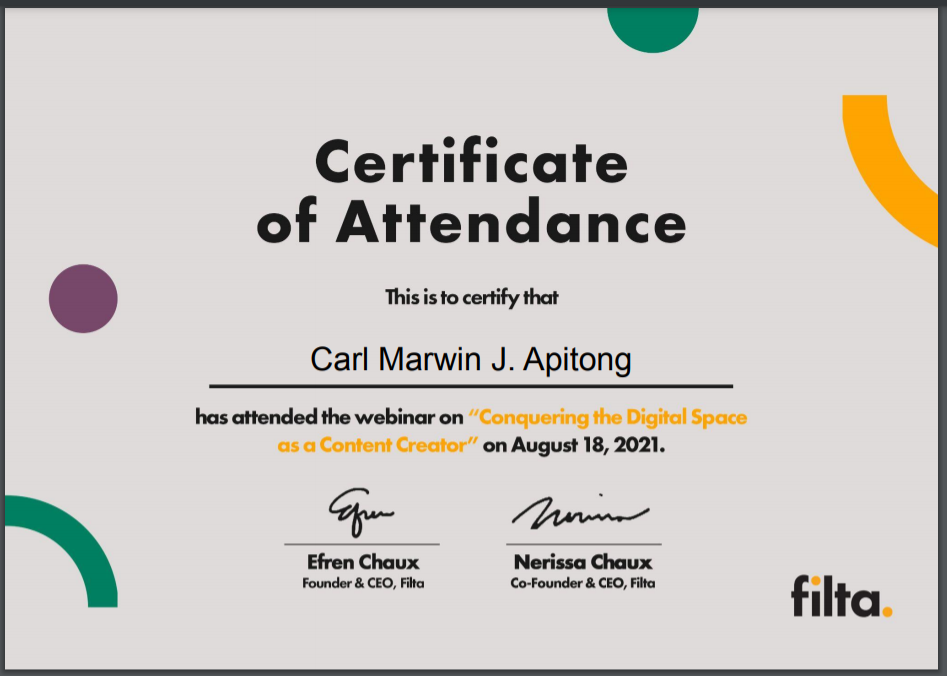 Certificate
of Attendance
This is to certify that
Carl Marwin J. Apitong
has attended the webinar on “Conquering the Digital Space
as a Content Creator” on August 18, 2021.
Efren Nerissa
Efren Chaux Nerissa Chaux
Founder & CEO, Filta Co-Founder & CEO, Filta
filta.